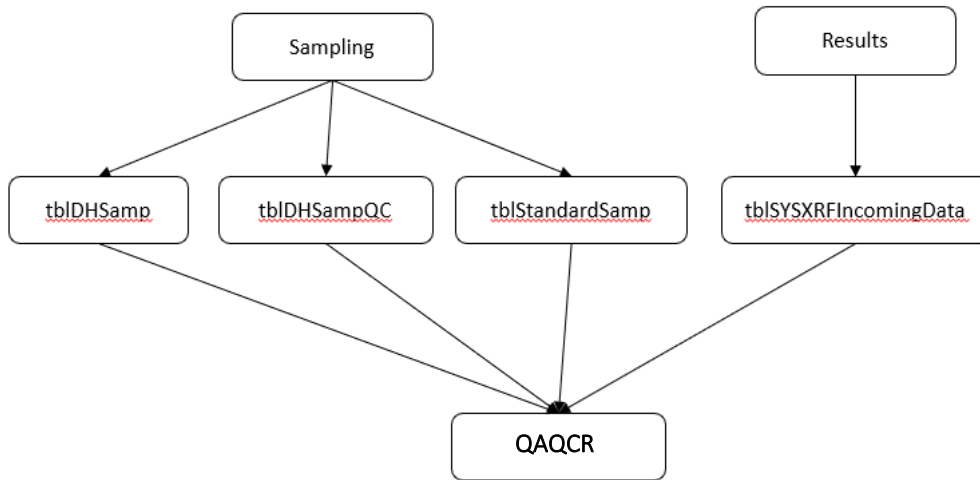 Sampling
Results
tblDHSamp
tblDHSampQC
tblStandardSamp
tblSYSXRFIncomingData
QAQCR